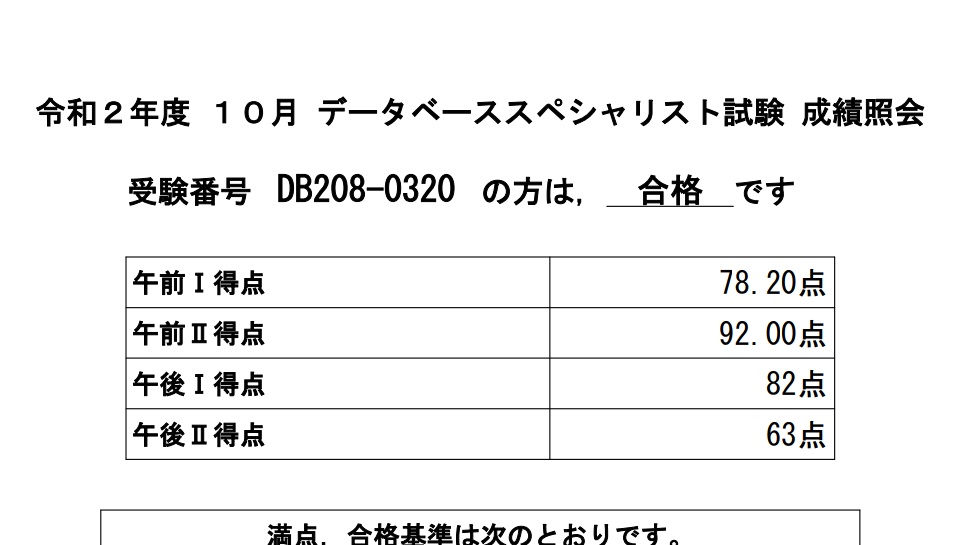 令和２年度　１０月　データベーススペシャリスト試験　成績照会
受験番号　DB208-0320　の方は，　合格　です
午前Ⅰ得点　78.20点
午前Ⅱ得点　92.00点
午後Ⅰ得点　82点
午後Ⅱ得点　63点
満点，合格基準は次のとおりです。